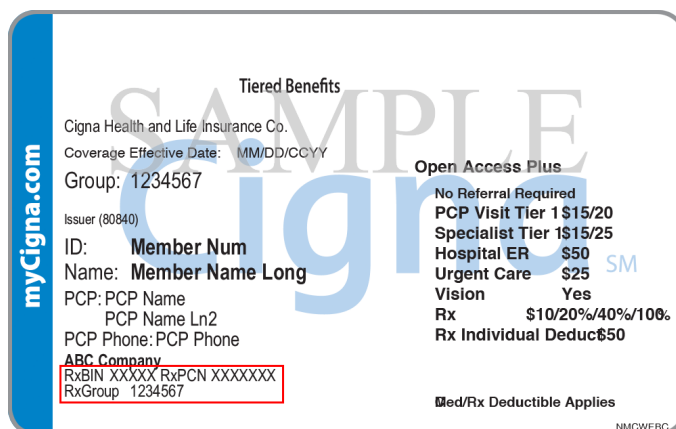 myCigna.com
SAMPLE
Cigna
SM
Tiered Benefits
Cigna Health and Life Insurance Co.
Coverage Effective Date: MM/DD/CCYY
Group: 1234567
Issuer (80840)
ID: Member Num
Name: Member Name Long
PCP: PCP Name
PCP Name Ln2
PCP Phone: PCP Phone
ABC Company
RxBIN XXXXX RxPCN XXXXXXX
RxGroup 1234567
Open Access Plus
No Referral Required
PCP Visit Tier 1 $15/20
Specialist Tier 1 $15/25
Hospital ER $50
Urgent Care $25
Vision Yes
Rx $10/20%/40%/100%
Rx Individual Deduct $50
Med/Rx Deductible Applies
NMCWEBC